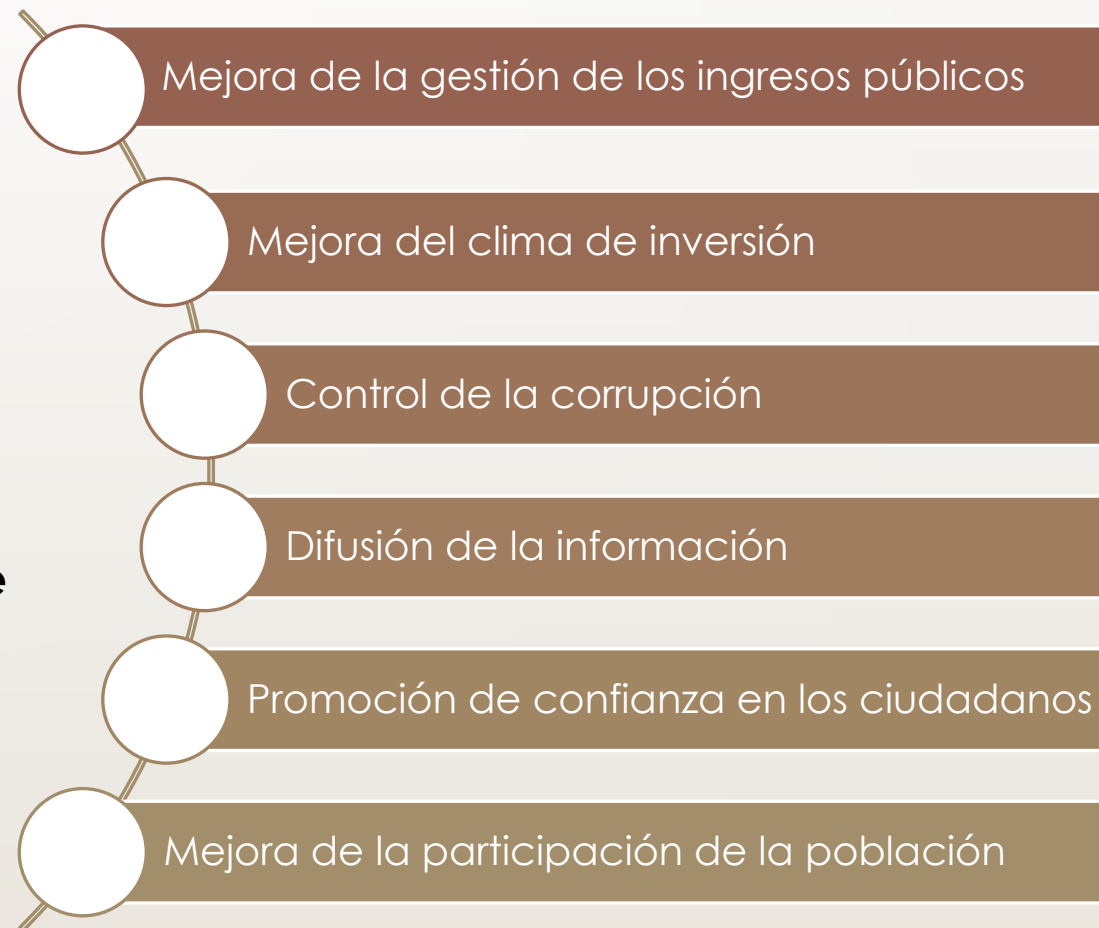 Mejora de la gestión de los ingresos públicos
Mejora del clima de inversión
Control de la corrupción
Difusión de la información
e
Promoción de confianza en los ciudadanos
Mejora de la participación de la población